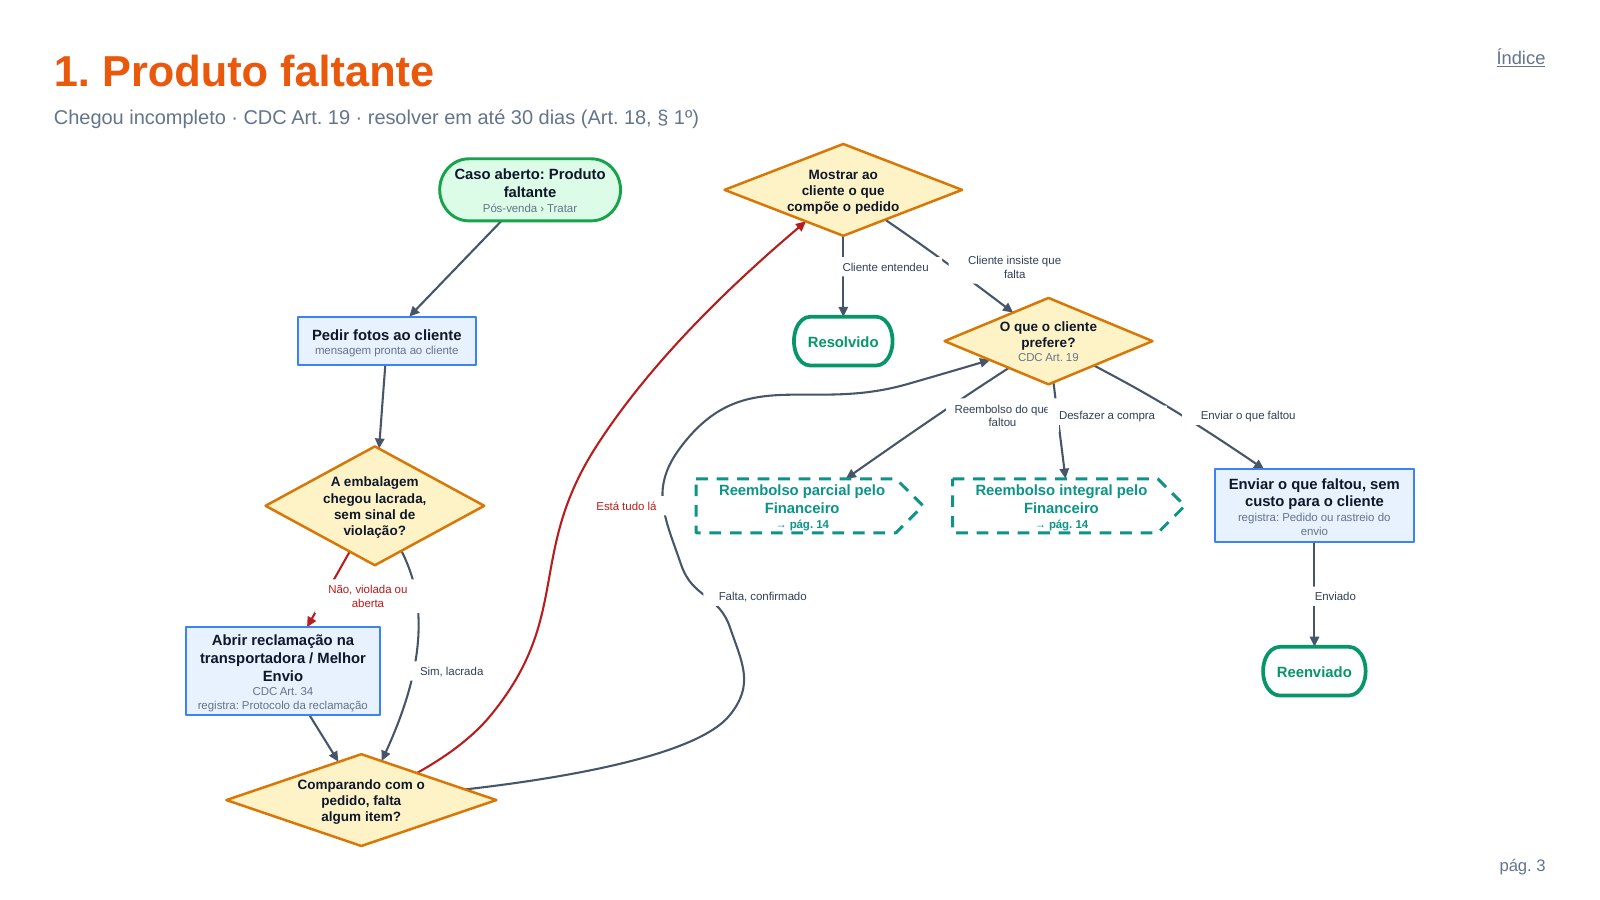 1. Produto faltante
Índice
Chegou incompleto · CDC Art. 19 · resolver em até 30 dias (Art. 18, § 1º)
Caso aberto: Produto
faltante
Pós-venda › Tratar
Pedir fotos ao cliente
mensagem pronta ao cliente
A embalagem
chegou lacrada,
sem sinal de
violação?
Não, violada ou
aberta
Sim, lacrada
Abrir reclamação na
transportadora / Melhor
Envio
CDC Art. 34
registra: Protocolo da reclamação
Comparando com o
pedido, falta
algum item?
Está tudo lá
Falta, confirmado
Mostrar ao
cliente o que
compõe o pedido
Cliente entendeu
Cliente insiste que
falta
Resolvido
O que o cliente
prefere?
CDC Art. 19
Reembolso do que
faltou
Desfazer a compra
Enviar o que faltou
Reembolso parcial pelo
Financeiro
→ pág. 14
Reembolso integral pelo
Financeiro
→ pág. 14
Enviar o que faltou, sem
custo para o cliente
registra: Pedido ou rastreio do
envio
Enviado
Reenviado
pág. 3